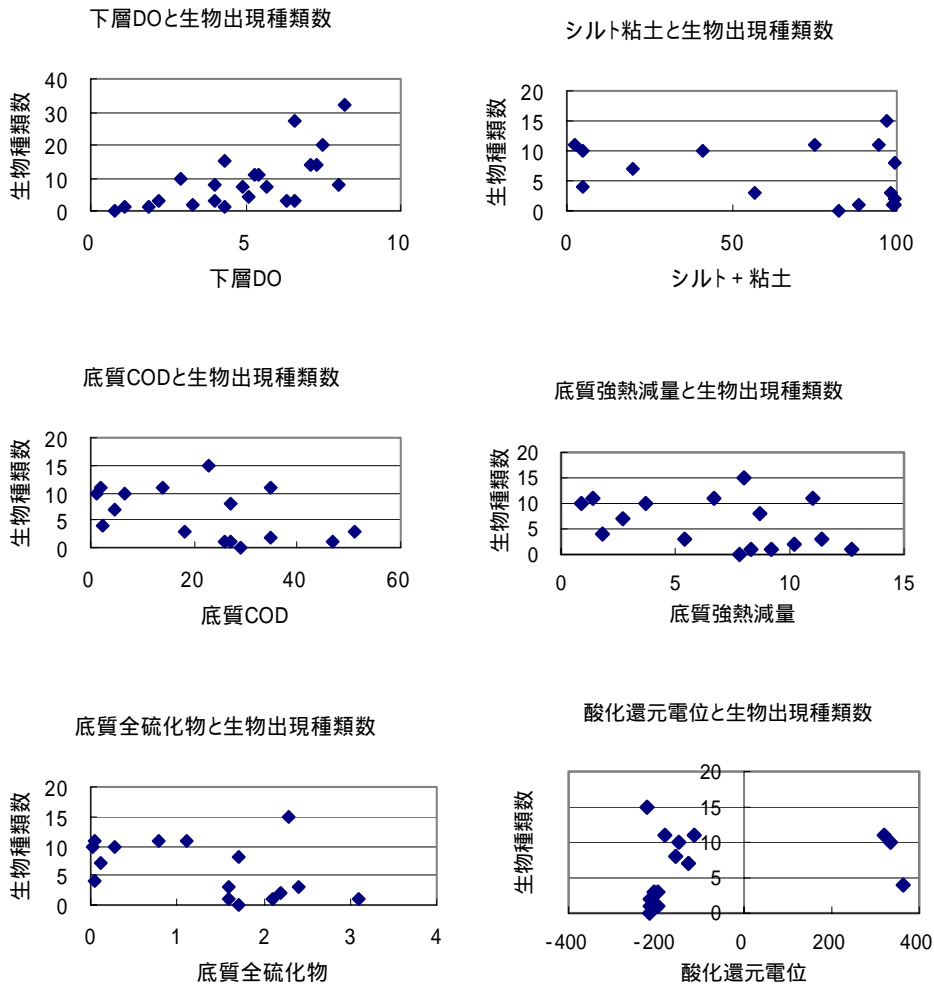 下層DOと生物出現種類数
40
30
20
10
0
生物種類数
0 5 10
下層DO
シルト粘土と生物出現種類数
20
15
10
5
0
生物種類数
0 50 100
シルト + 粘土
底質CODと生物出現種類数
20
15
10
5
0
生物種類数
0 20 40 60
底質COD
底質強熱減量と生物出現種類数
20
15
10
5
0
生物種類数
0 5 10 15
底質強熱減量
底質全硫化物と生物出現種類数
20
15
10
5
0
生物種類数
0 1 2 3 4
底質全硫化物
酸化還元電位と生物出現種類数
20
15
10
5
0
生物種類数
-400 -200 0 200 400
酸化還元電位